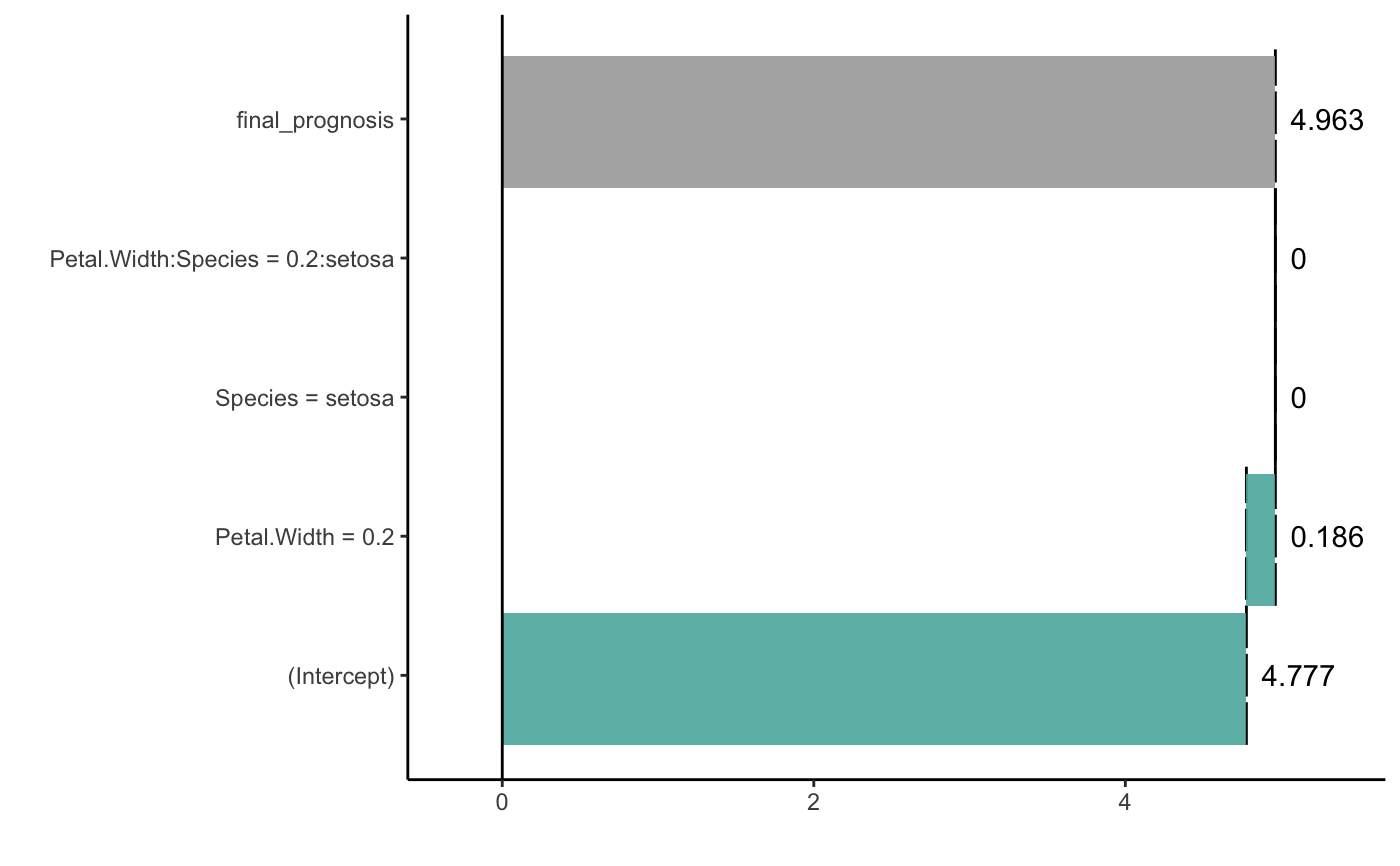 final_prognosis 4.963
Petal.Width:Species = 0.2:setosa 0
Species = setosa 0
Petal.Width = 0.2 0.186
(Intercept) 4.777
0 2 4